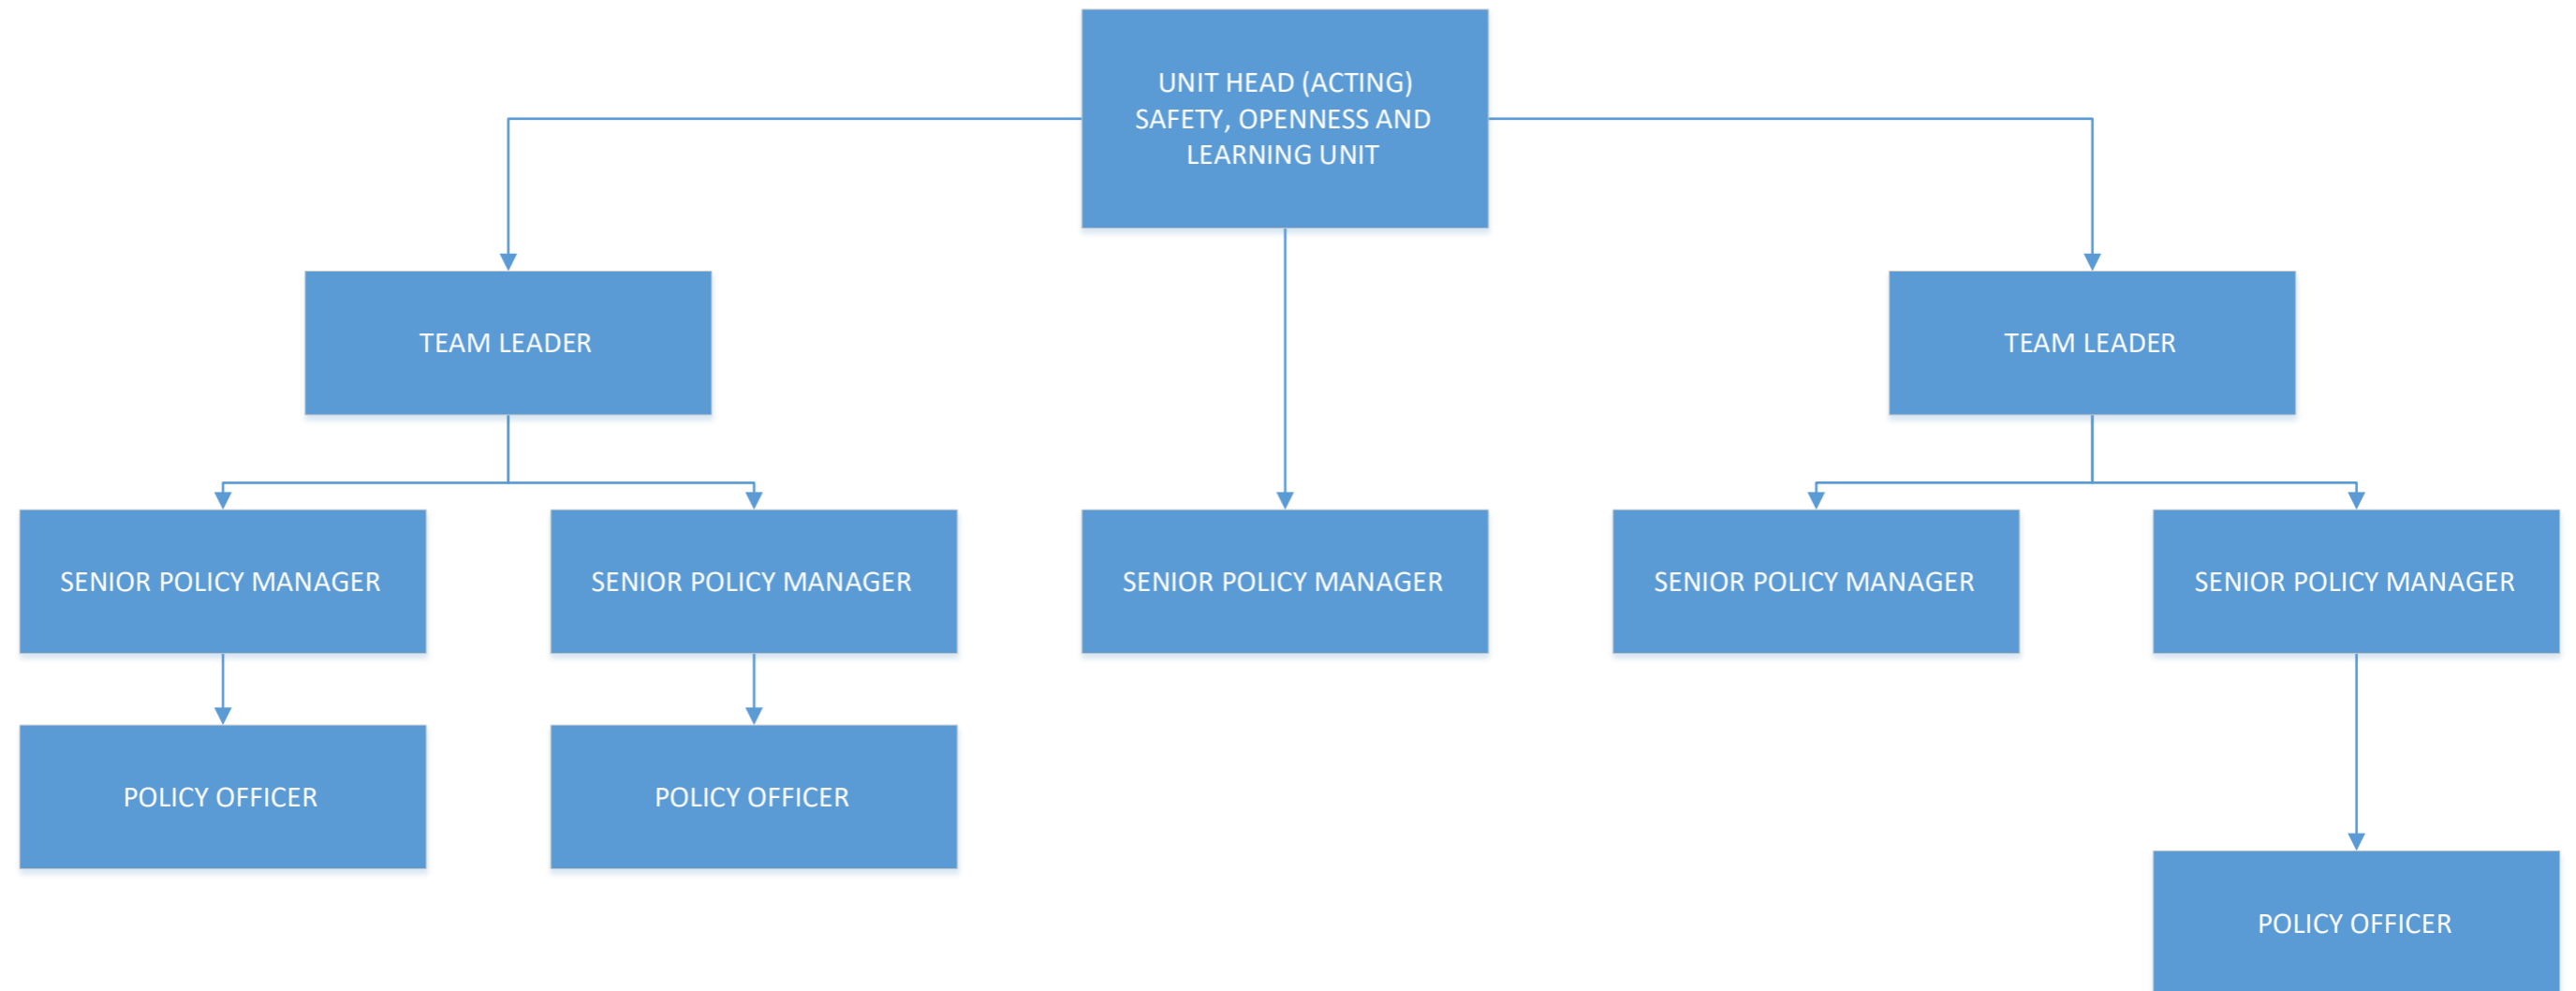 UNIT HEAD (ACTING)
SAFETY, OPENNESS AND
LEARNING UNIT
TEAM LEADER
TEAM LEADER
SENIOR POLICY MANAGER
SENIOR POLICY MANAGER
SENIOR POLICY MANAGER
SENIOR POLICY MANAGER
SENIOR POLICY MANAGER
POLICY OFFICER
POLICY OFFICER
POLICY OFFICER